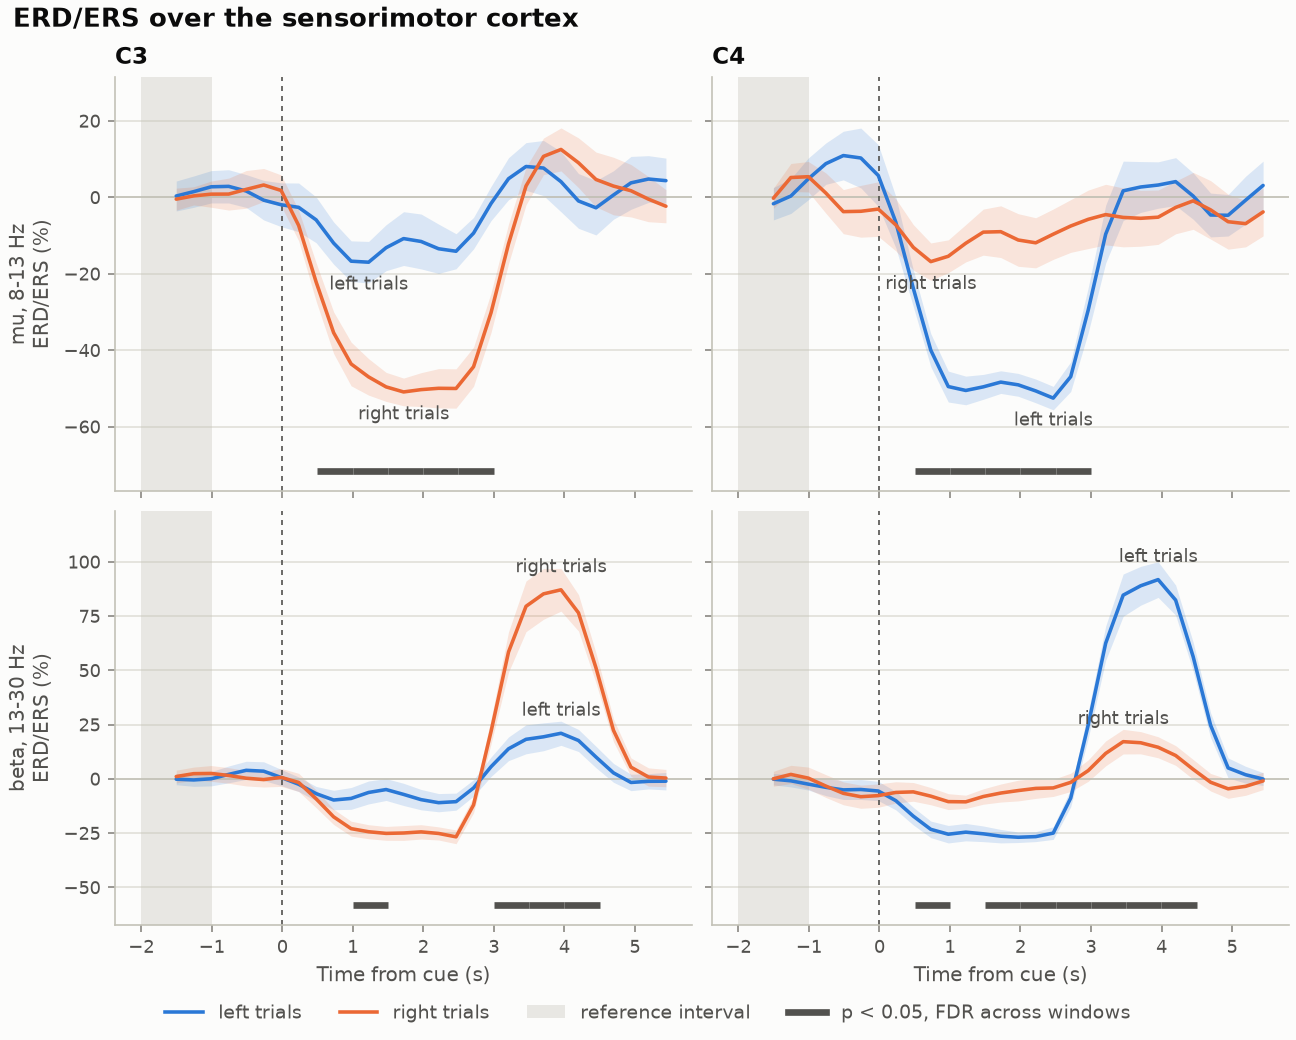 ERD/ERS over the sensorimotor cortex
C3
C4
mu, 8-13 Hz
ERD/ERS (%)
20
0
−20
−40
−60
left trials
right trials
right trials
left trials
beta, 13-30 Hz
ERD/ERS (%)
100
75
50
25
0
−25
−50
right trials
left trials
left trials
right trials
−2 −1 0 1 2 3 4 5
−2 −1 0 1 2 3 4 5
Time from cue (s)
Time from cue (s)
left trials
right trials
reference interval
p < 0.05, FDR across windows